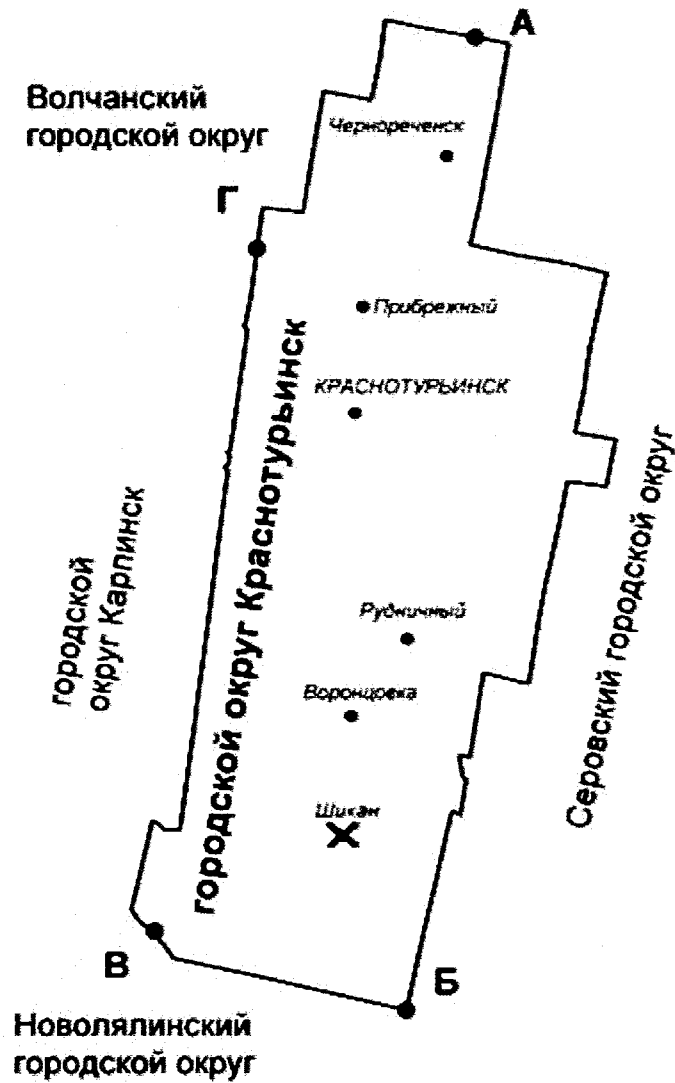 А
Волчанский
городской округ
Чернореченск
Г
Прибрежный
КРАСНОТУРЬИНСК
городской округ Краснотурьинск
городской
округ Карпинск
Серовский городской округ
Рудничный
Воронцовка
Шихан
В
Б
Новолялинский
городской округ